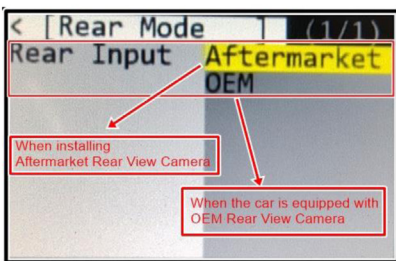 < [Rear Mode ] (1/1)
Rear Input Aftermarket
OEM
When installing
Aftermarket Rear View Camera
When the car is equipped with
OEM Rear View Camera